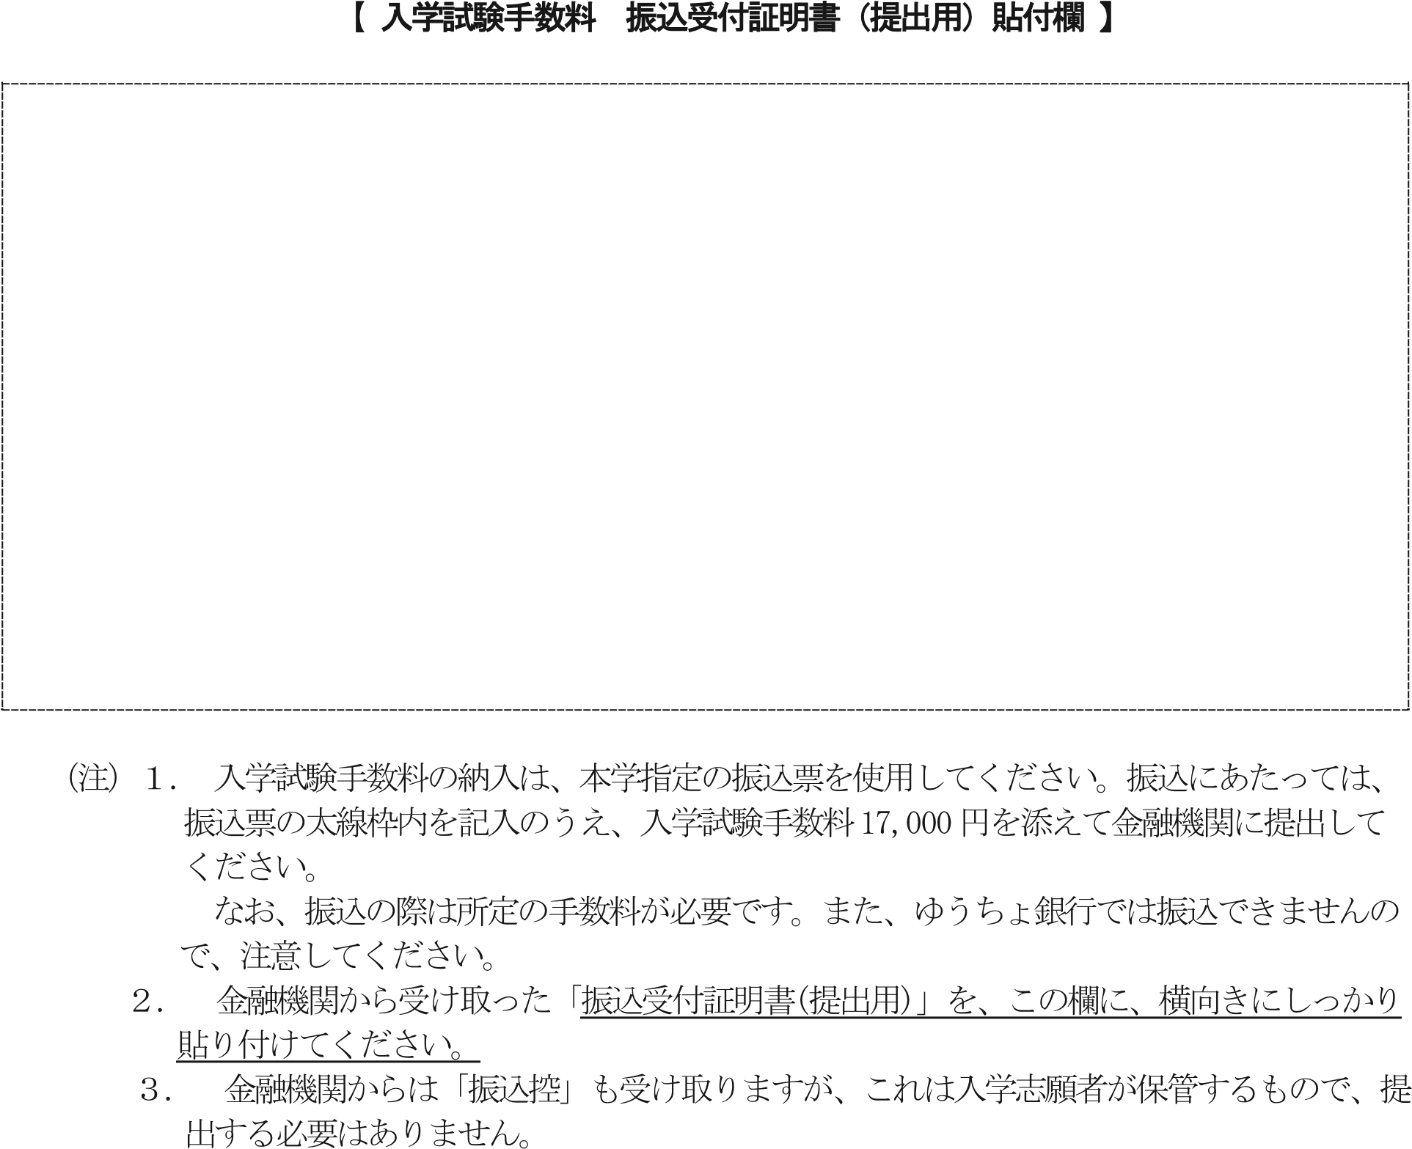 【 入学試験手数料　振込受付証明書（提出用）貼付欄 】
（注） １．　入学試験手数料の納入は、本学指定の振込票を使用してください。振込にあたっては、
振込票の太線枠内を記入のうえ、入学試験手数料 17,000 円を添えて金融機関に提出して
ください。
　なお、振込の際は所定の手数料が必要です。また、ゆうちょ銀行では振込できませんの
で、注意してください。
２．　金融機関から受け取った「振込受付証明書(提出用)」を、この欄に、横向きにしっかり
貼り付けてください。
３．　金融機関からは「振込控」も受け取りますが、これは入学志願者が保管するもので、提
出する必要はありません。